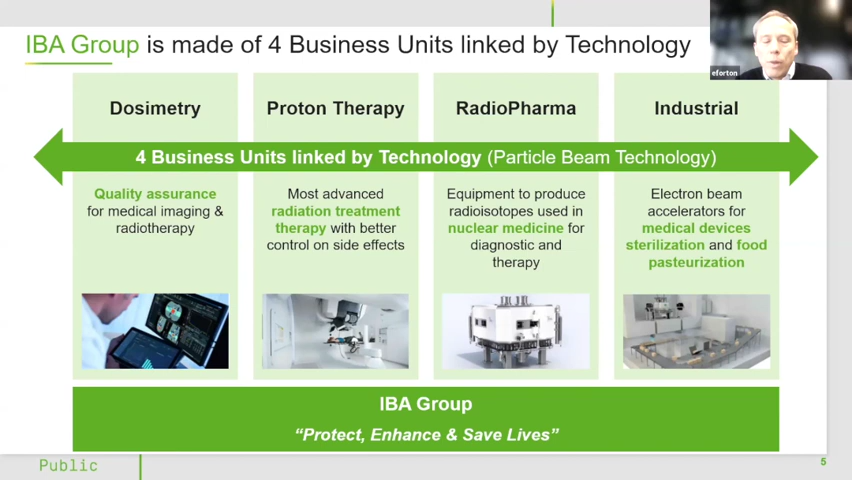 IBA Group is made of 4 Business Units linked by Technology
eforton
Dosimetry
Proton Therapy
RadioPharma
Industrial
4 Business Units linked by Technology (Particle Beam Technology)
Quality assurance
for medical imaging &
radiotherapy
Most advanced
radiation treatment
therapy with better
control on side effects
Equipment to produce
radioisotopes used in
nuclear medicine for
diagnostic and
therapy
Electron beam
accelerators for
medical devices
sterilization and food
pasteurization
IBA Group
“Protect, Enhance & Save Lives”
Public
5